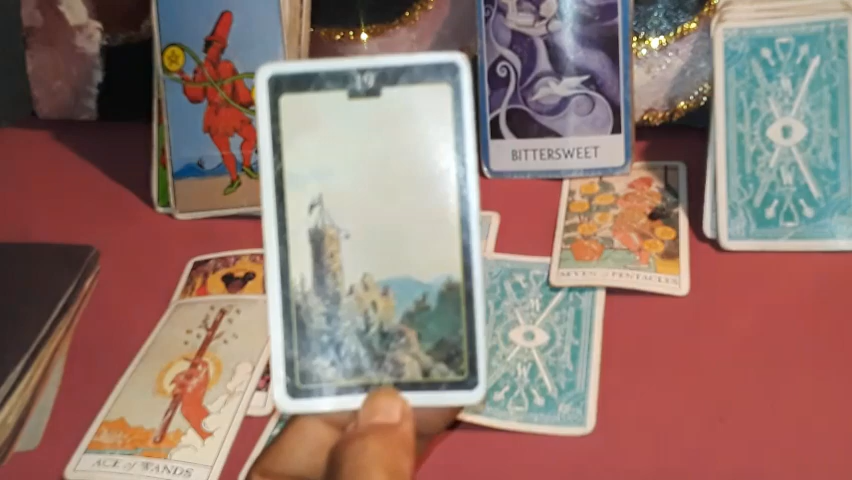 19
BITTERSWEET
SEVEN of PENTACLES
ACE of WANDS